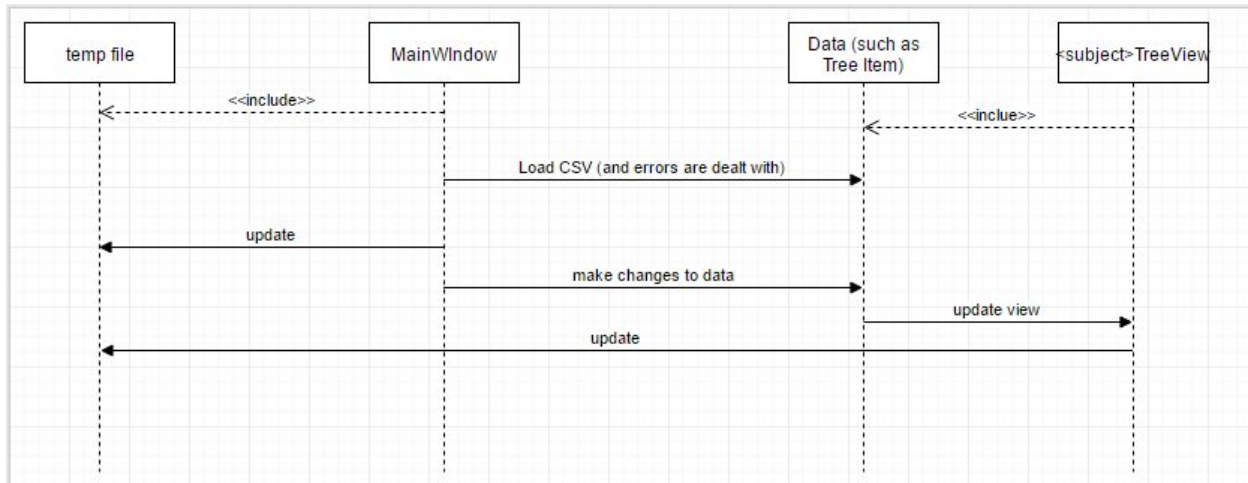 temp file
MainWIndow
Data (such as
Tree Item)
<subject>TreeView
<<include>>
<<inclue>>
Load CSV (and errors are dealt with)
update
make changes to data
update view
update